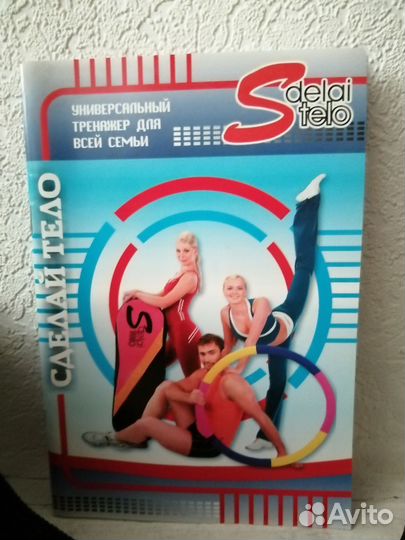 Sdelai
telo
УНИВЕРСАЛЬНЫЙ
ТРЕНАЖЕР ДЛЯ
ВСЕЙ СЕМЬИ
СДЕЛАЙ ТЕЛО
Avito